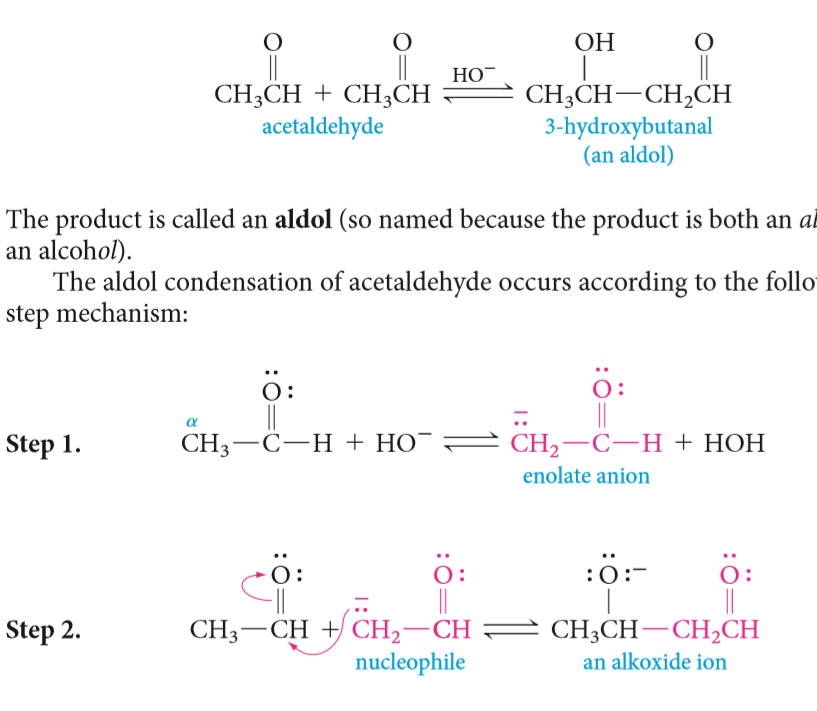 O O OH O
CH₃CH + CH₃CH HO⁻ ⇌ CH₃CH—CH₂CH
acetaldehyde 3-hydroxybutanal
(an aldol)
The product is called an aldol (so named because the product is both an al
an alcohol).
The aldol condensation of acetaldehyde occurs according to the follo
step mechanism:
α O: O:
Step 1. CH₃—C—H + HO⁻ ⇌ CH₂—C—H + HOH
enolate anion
O: O: :O:⁻ O:
Step 2. CH₃—CH + CH₂—CH ⇌ CH₃CH—CH₂CH
nucleophile an alkoxide ion